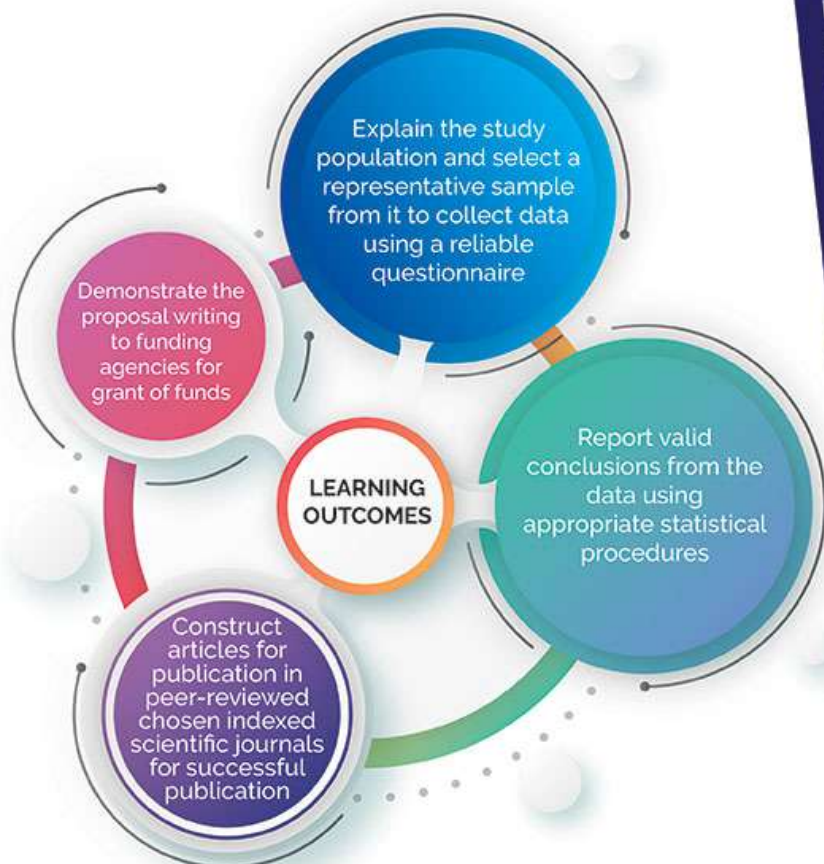 Explain the study
population and select a
representative sample
from it to collect data
using a reliable
questionnaire
Demonstrate the
proposal writing
to funding
agencies for
grant of funds
LEARNING
OUTCOMES
Report valid
conclusions from the
data using
appropriate statistical
procedures
Construct
articles for
publication in
peer-reviewed
chosen indexed
scientific journals
for successful
publication